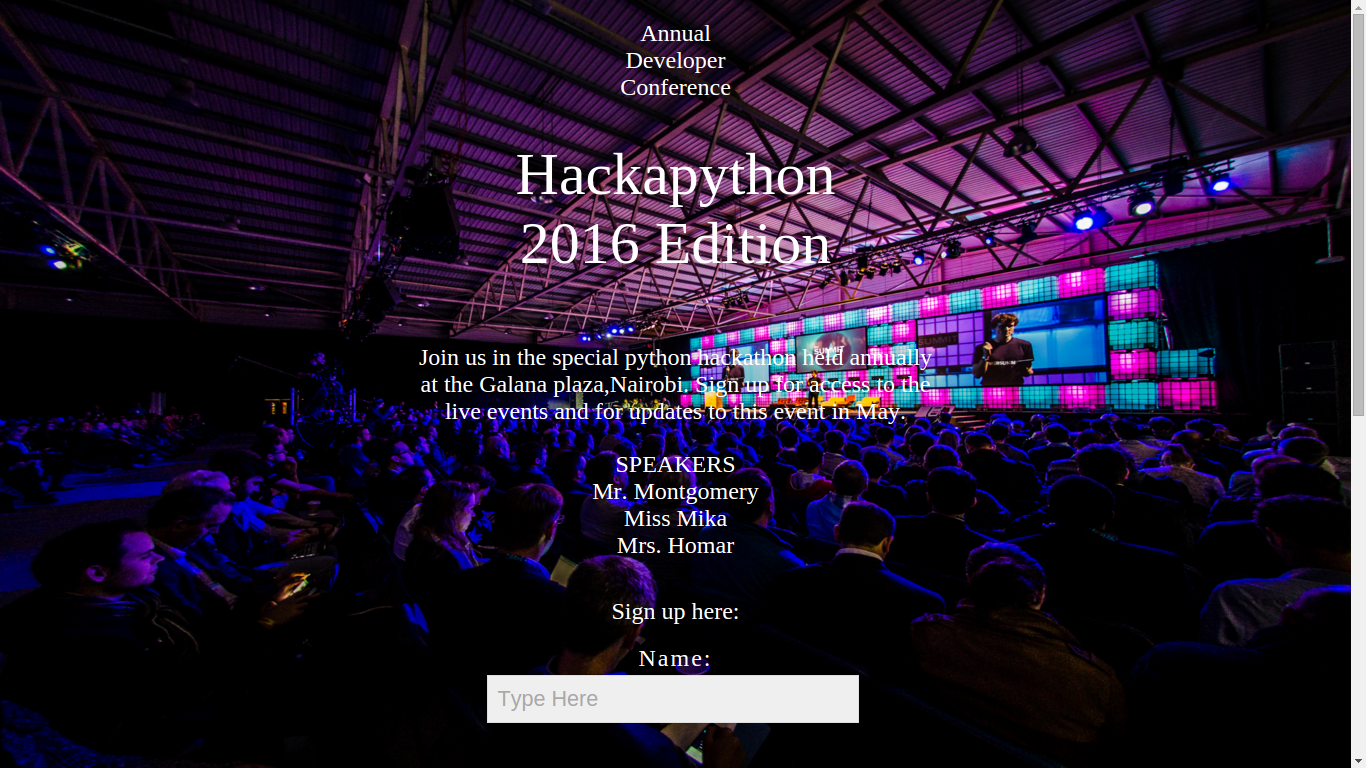 Annual
Developer
Conference
Hackapython
2016 Edition
Join us in the special python hackathon held annually
at the Galana plaza,Nairobi. Sign up for access to the
live events and for updates to this event in May.
SUMMIT
SUMMIT
SPEAKERS
Mr. Montgomery
Miss Mika
Mrs. Homar
Sign up here:
Name:
Type Here